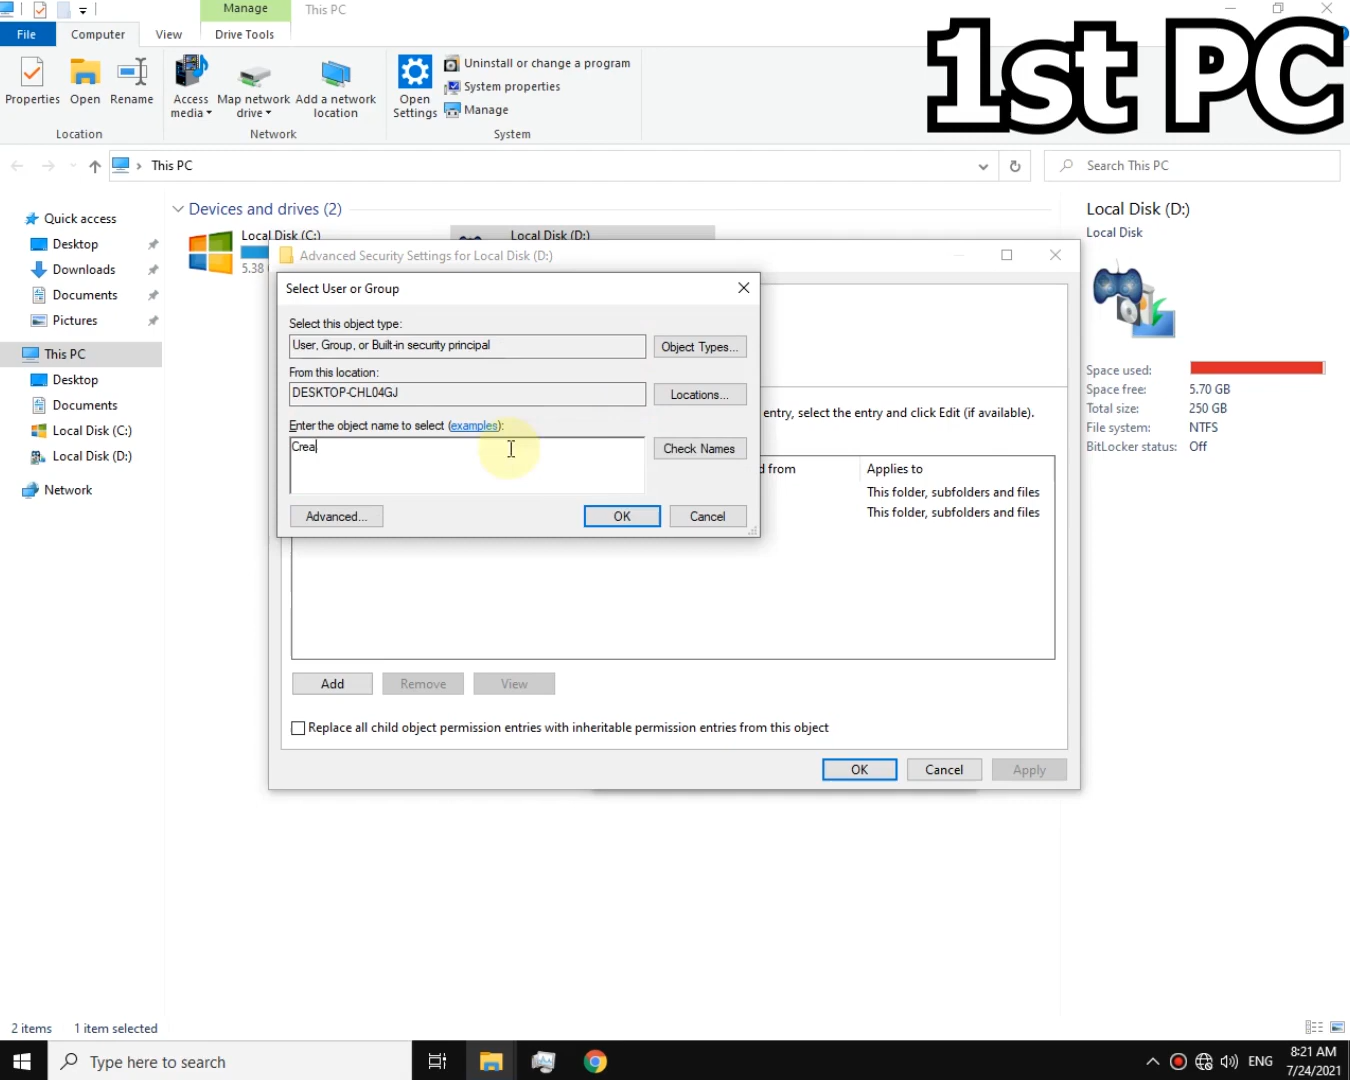 Manage
This PC
1st PC
File
Computer
View
Drive Tools
Properties
Open
Rename
Access media
Map network drive
Add a network location
Open Settings
Uninstall or change a program
System properties
Manage
Location
Network
System
This PC
Search This PC
Quick access
Desktop
Downloads
Documents
Pictures
This PC
Desktop
Documents
Local Disk (C:)
Local Disk (D:)
Network
Devices and drives (2)
Local Disk (C:)
5.38
Local Disk (D:)
Advanced Security Settings for Local Disk (D:)
Select User or Group
Select this object type:
User, Group, or Built-in security principal
Object Types...
From this location:
DESKTOP-CHL04GJ
Locations...
Enter the object name to select (examples):
Crea
Check Names
Advanced...
OK
Cancel
entry, select the entry and click Edit (if available).
d from
Applies to
This folder, subfolders and files
This folder, subfolders and files
Add
Remove
View
Replace all child object permission entries with inheritable permission entries from this object
OK
Cancel
Apply
Local Disk (D:)
Local Disk
Space used:
Space free: 5.70 GB
Total size: 250 GB
File system: NTFS
BitLocker status: Off
2 items
1 item selected
Type here to search
ENG
8:21 AM
7/24/2021